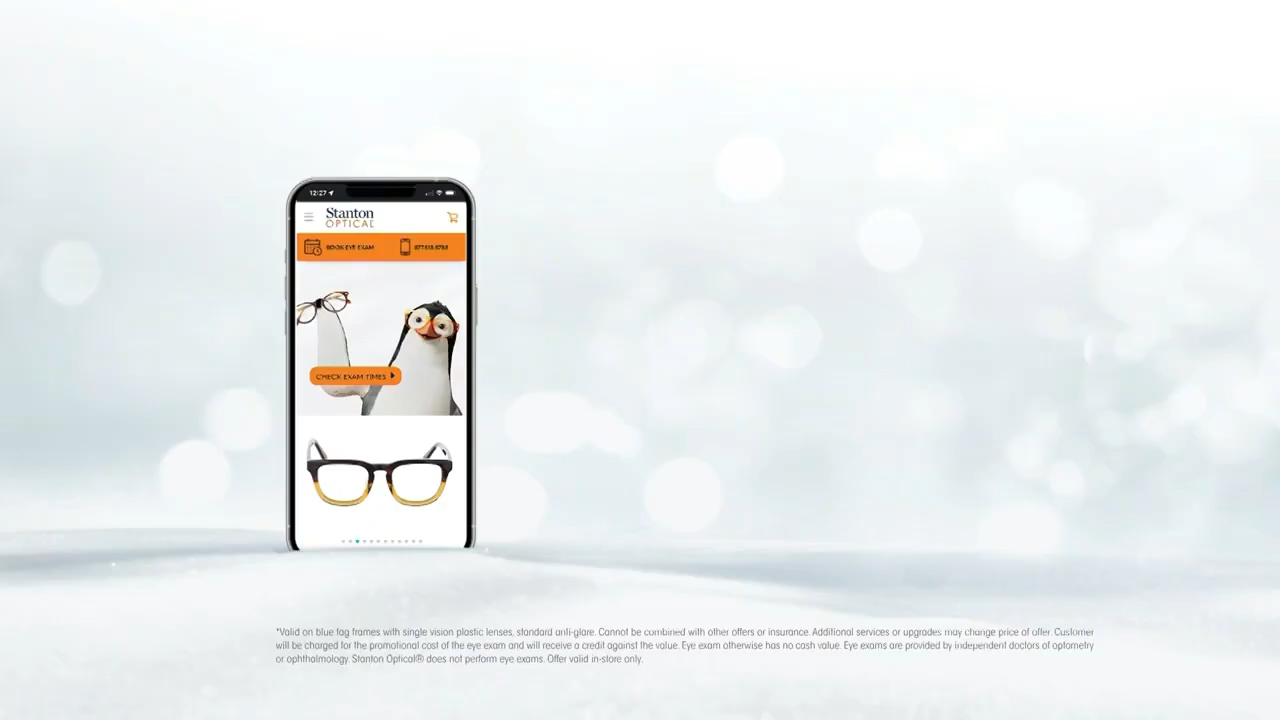 12:27
Stanton
OPTICAL
BOOK EYE EXAM
CHECK EXAM TIMES
*Valid on blue tag frames with single vision plastic lenses, standard anti-glare. Cannot be combined with other offers or insurance. Additional services or upgrades may change price of offer. Customer
will be charged for the promotional cost of the eye exam and will receive a credit against the value. Eye exam otherwise has no cash value. Eye exams are provided by independent doctors of optometry
or ophthalmology. Stanton Optical® does not perform eye exams. Offer valid in-store only.